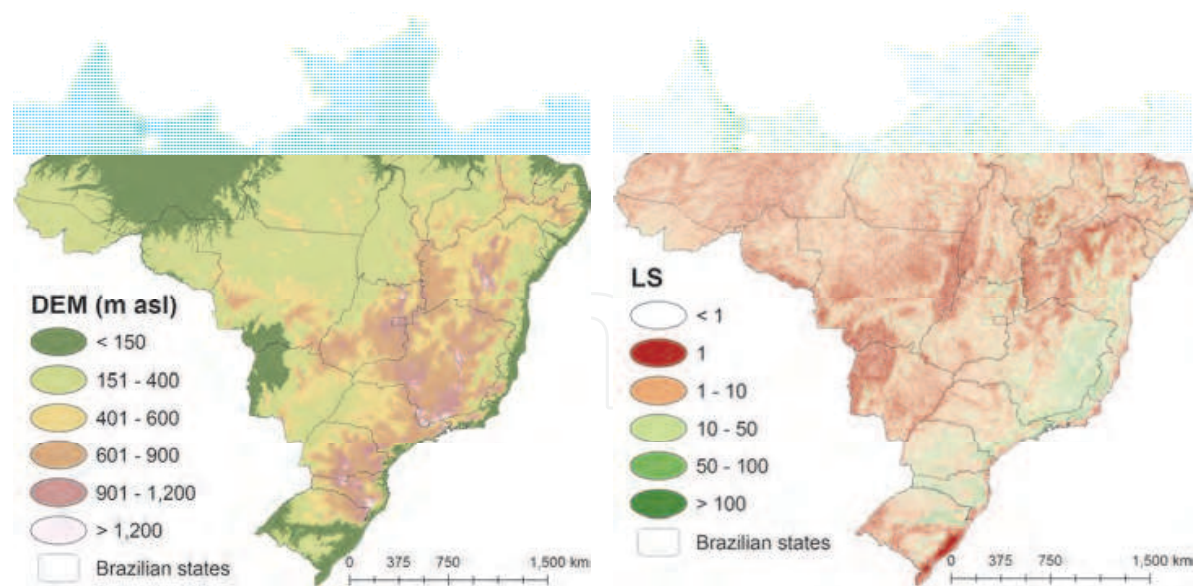 DEM (m asl)
< 150
151 - 400
401 - 600
601 - 900
901 - 1,200
> 1,200
Brazilian states
0 375 750 1,500 km
LS
< 1
1
1 - 10
10 - 50
50 - 100
> 100
Brazilian states
0 375 750 1,500 km